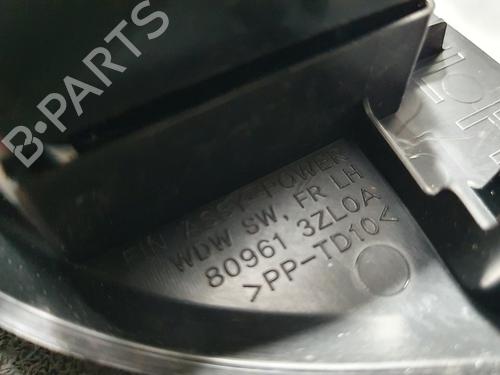 B-PARTS
FIN ASSY-POWER
WDW SW, FR LH
80961 3ZL0A
>PP-TD10<